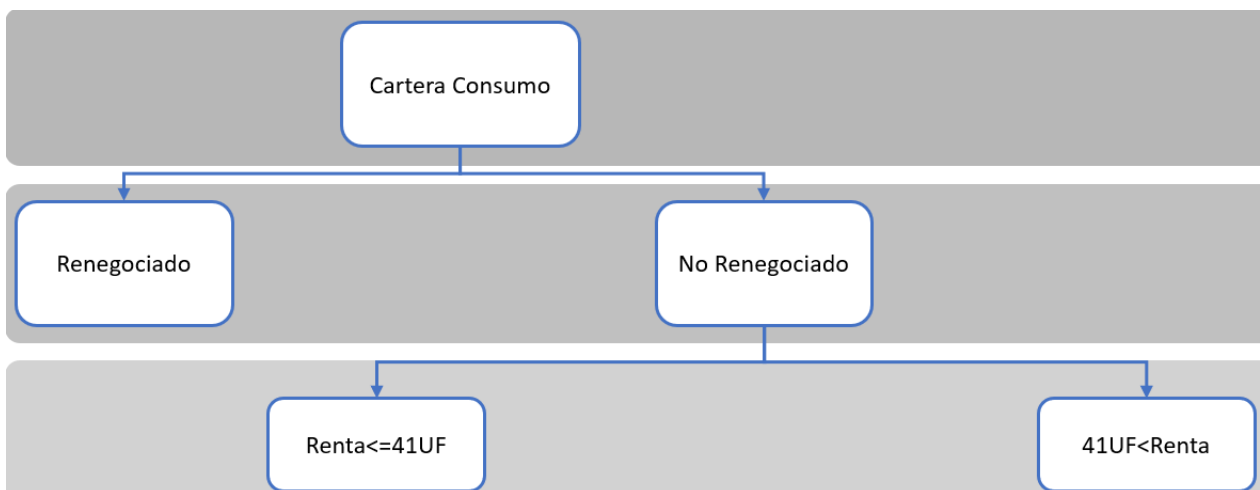 Cartera Consumo
Renegociado
No Renegociado
Renta<=41UF
41UF<Renta